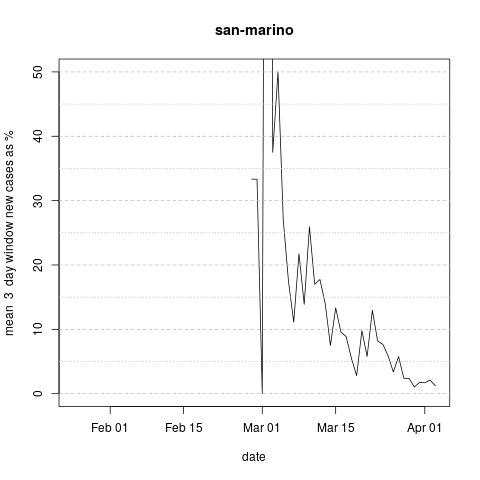 san-marino
mean 3 day window new cases as %
50
40
30
20
10
0
Feb 01
Feb 15
Mar 01
Mar 15
Apr 01
date